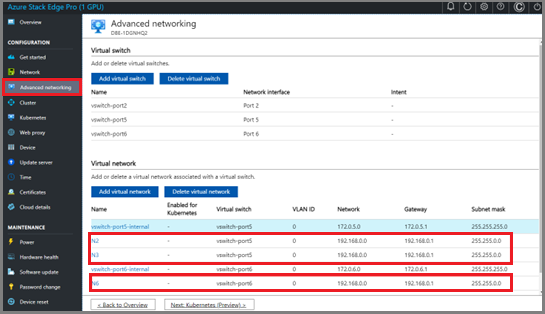 Azure Stack Edge Pro (1 GPU)
Overview
CONFIGURATION
Get started
Network
Advanced networking
Cluster
Kubernetes
Web proxy
Device
Update server
Time
Certificates
Cloud details
MAINTENANCE
Power
Hardware health
Software update
Password change
Device reset
Advanced networking
DBE-1DGNHQ2
Virtual switch
Add or delete virtual switches.
Add virtual switch Delete virtual switch
Name Network interface Intent
vswitch-port2 Port 2 -
vswitch-port5 Port 5 -
vswitch-port6 Port 6 -
Virtual network
Add or delete a virtual network associated with a virtual switch.
Add virtual network Delete virtual network
Name Enabled for Kubernetes Virtual switch VLAN ID Network Gateway Subnet mask
vswitch-port5-internal - vswitch-port5 0 172.0.5.0 172.0.5.1 255.255.255.0
N2 - vswitch-port5 0 192.168.0.0 192.168.0.1 255.255.0.0
N3 - vswitch-port5 0 192.168.0.0 192.168.0.1 255.255.0.0
vswitch-port6-internal - vswitch-port6 0 172.0.6.0 172.0.6.1 255.255.255.0
N6 - vswitch-port6 0 192.168.0.0 192.168.0.1 255.255.0.0
< Back to Overview Next: Kubernetes (Preview) >